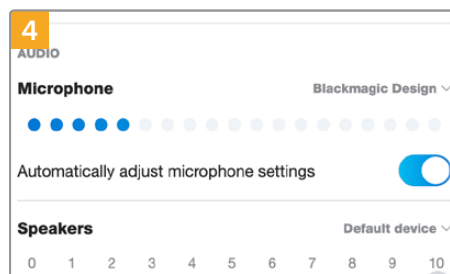 4
AUDIO
Microphone Blackmagic Design
Automatically adjust microphone settings
Speakers Default device
0 1 2 3 4 5 6 7 8 9 10